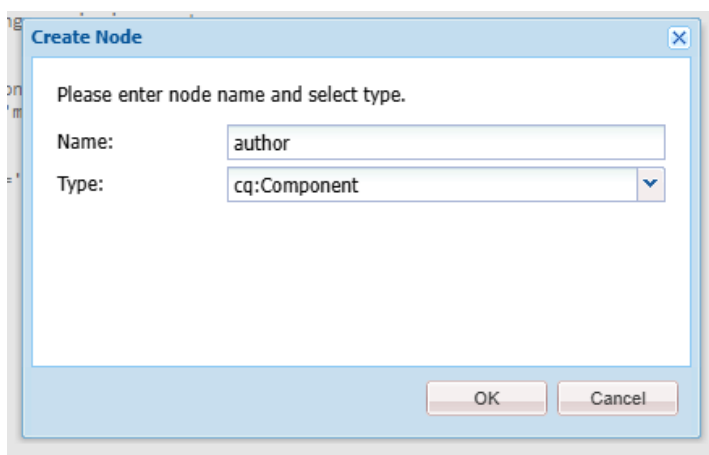 Create Node
Please enter node name and select type.
Name: author
Type: cq:Component
OK Cancel